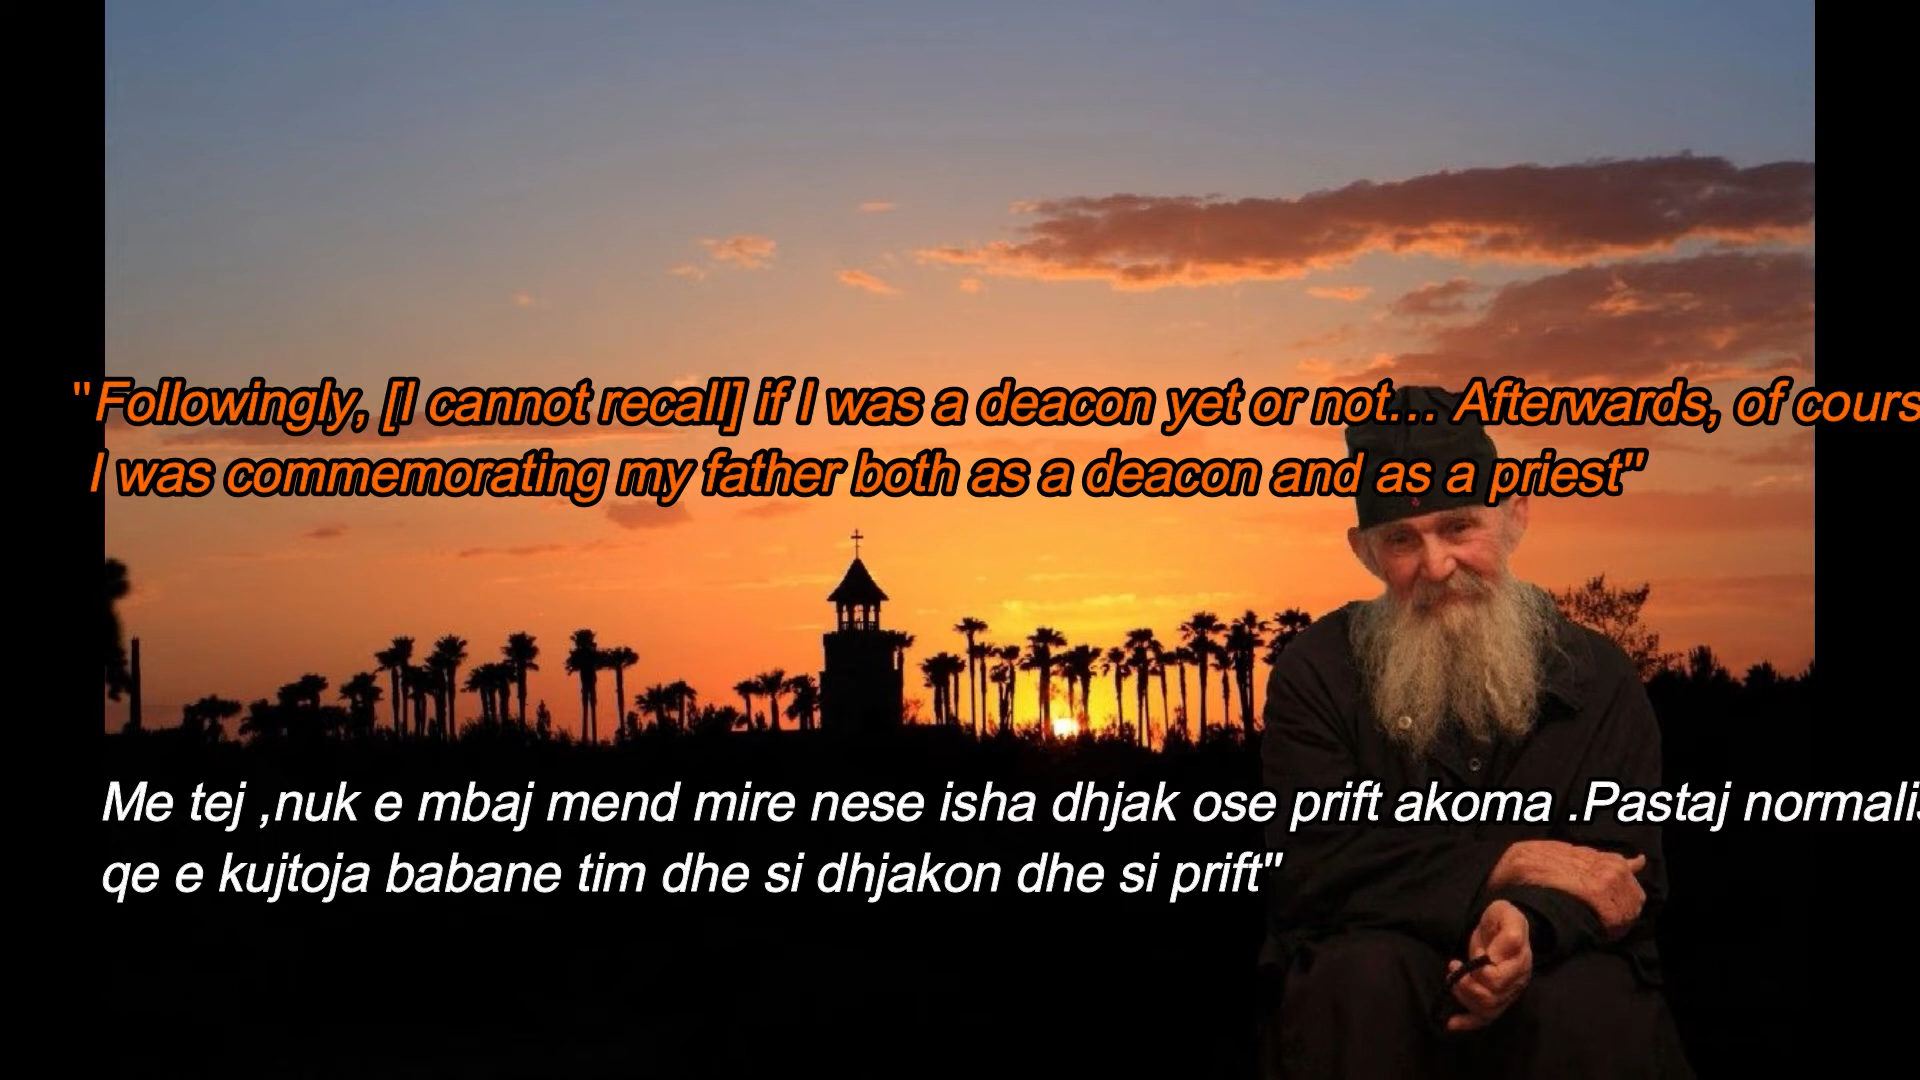 "Followingly, [I cannot recall] if I was a deacon yet or not... Afterwards, of cours
I was commemorating my father both as a deacon and as a priest"
Me tej ,nuk e mbaj mend mire nese isha dhjak ose prift akoma .Pastaj normalis
qe e kujtoja babane tim dhe si dhjakon dhe si prift"